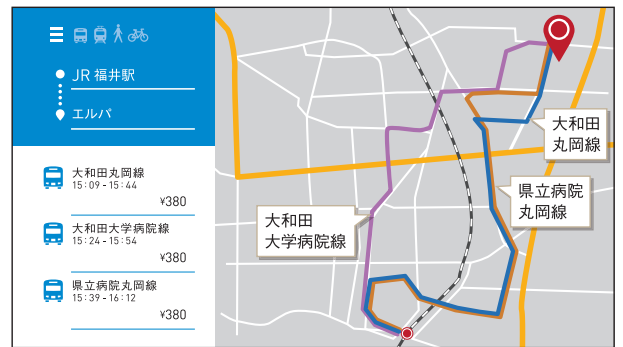 JR 福井駅
エルパ
大和田丸岡線
15:09 - 15:44
¥380
大和田大学病院線
15:24 - 15:54
¥380
県立病院丸岡線
15:39 - 16:12
¥380
大和田
丸岡線
県立病院
丸岡線
大和田
大学病院線